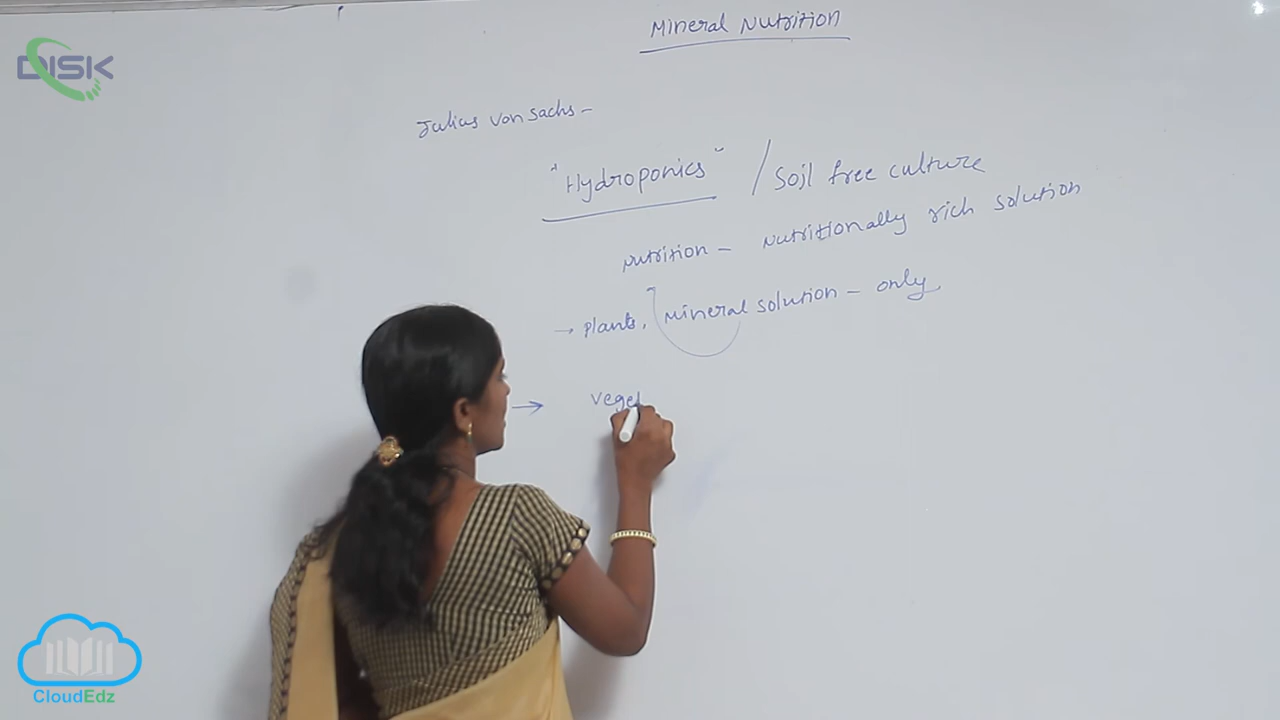 Mineral Nutrition
DISK
Julius von Sachs -
"Hydroponics" / Soil free culture
Nutrition - Nutritionally rich solution
→ plants, Mineral solution - only
→ vege
CloudEdz